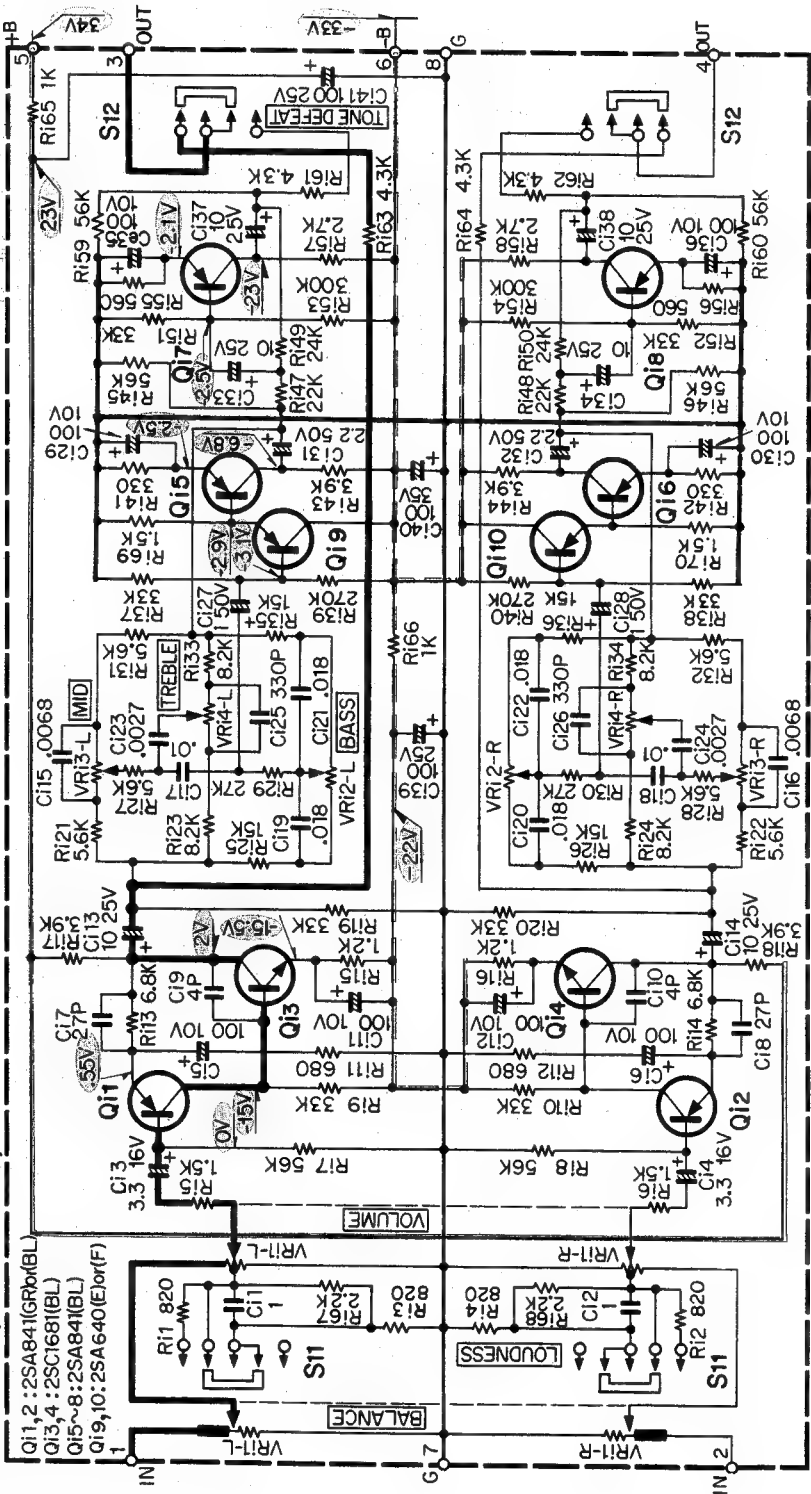 Qi1,2 :2SA841(GR)or(BL)
Qi3,4 :2SC1681(BL)
Qi5~8:2SA841(BL)
Qi9,10:2SA640(E)or(F)
1
IN
VRi1-L
BALANCE
G 7
VRi1-R
IN 2
S11
Ri1 820
Ci1
1
Ri67
2.2K
Ri3
820
LOUDNESS
Ri4
820
Ri68
2.2K
Ci2
1
Ri2 820
S11
VRi1-L
VOLUME
VRi1-R
Ci3
3.3 16V
Ri5
1.5K
Ri7 56K
Ri8
56K
Ri6
1.5K
Ci4
3.3 16V
Qi1
.55V
0V
-15V
Ri9
33K
Ri10
33K
Qi2
Ci7
27P
Ri13
6.8K
Ci5
100 10V
Ri11 680
Ri12 680
Ci6
100 10V
Ri14
6.8K
Ci8 27P
Ci9
4P
2V
-15.5V
Qi3
Ci11
100 10V
Ri15
1.2K
Ri16
1.2K
Ci12
100 10V
Qi4
Ci10
4P
Ri17
3.9K
Ci13
10 25V
Ri19
33K
Ri20
33K
Ci14
10 25V
Ri18
3.9K
Ri21
5.6K
Ci15 .0068
VRi3-L
MID
Ri27
5.6K
Ci23
.0027
TREBLE
Ci17
.01
VRi4-L
Ri23
8.2K
Ri25
15K
Ri29
27K
Ci19
.018
Ci25 330P
Ci21 .018
VRi2-L
BASS
Ri31
5.6K
Ri33
8.2K
Ri35
15K
Ri37
33K
Ci27
1 50V
Ri39
270K
Ri69
1.5K
-2.9V
-3.1V
Qi9
Ri41
330
Ci29
100
10V
-2.5V
Qi5
-6.8V
Ci31
2.2 50V
Ri43
3.9K
Ri45
56K
Ri47
22K
Ri49
24K
Ci33
10 25V
Ri51
33K
Qi7
-2.5V
Ri53
300K
Ri55
560
Ce35
100
10V
-2.1V
Ri59 56K
Ci37
10
25V
-23V
Ri57
2.7K
Ri61 4.3K
Ri63 4.3K
23V
Ri65 1K
5
+B
34V
S12
3
OUT
TONE DEFEAT
Ci41 100 25V
-33V
6 -B
8 G
-22V
Ci39
100
25V
Ri66
1K
Ci40
100
35V
VRi2-R
Ci20
.018
Ci22 .018
Ri26
15K
Ri30
27K
Ri24
8.2K
Ci26 330P
VRi4-R
Ri34
8.2K
Ri36
15K
Ci18
.01
Ci24
.0027
Ri28
5.6K
VRi3-R
Ri22
5.6K
Ci16 .0068
Ri32
5.6K
Ri38
33K
Ci28
1 50V
Ri40
270K
Qi10
Ri70
1.5K
Ri44
3.9K
Ci32
2.2 50V
Qi6
Ri42
330
Ci30
100
10V
Ri46
56K
Ri48
22K
Ri50
24K
Ci34
10 25V
Ri52
33K
Qi8
Ri54
300K
Ri56
560
Ri58
2.7K
Ci38
10
25V
Ci36
100 10V
Ri60 56K
Ri62 4.3K
Ri64 4.3K
S12
4 OUT